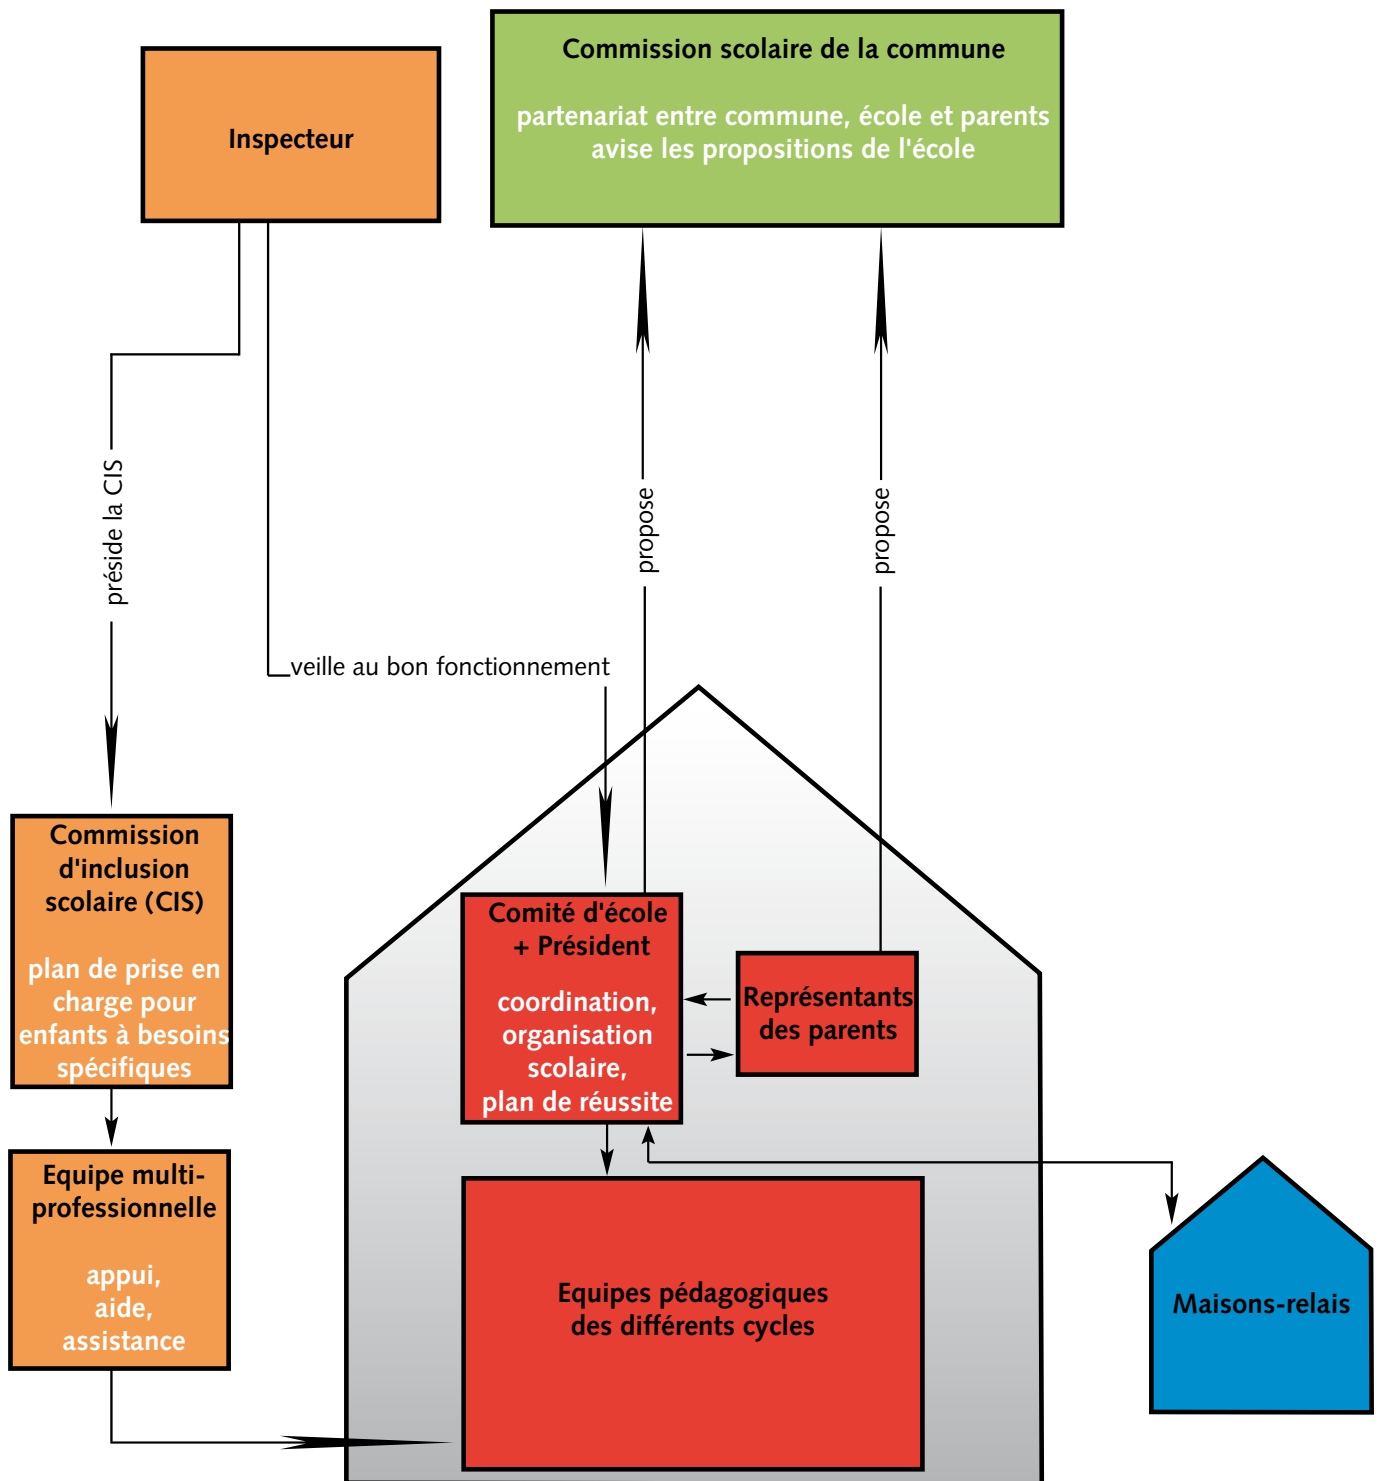 Inspecteur
Commission scolaire de la commune
partenariat entre commune, école et parents
avise les propositions de l'école
préside la CIS
propose
propose
veille au bon fonctionnement
Commission
d'inclusion
scolaire (CIS)
plan de prise en
charge pour
enfants à besoins
spécifiques
Comité d'école
+ Président
coordination,
organisation
scolaire,
plan de réussite
Représentants
des parents
Equipe multi-
professionnelle
appui,
aide,
assistance
Equipes pédagogiques
des différents cycles
Maisons-relais